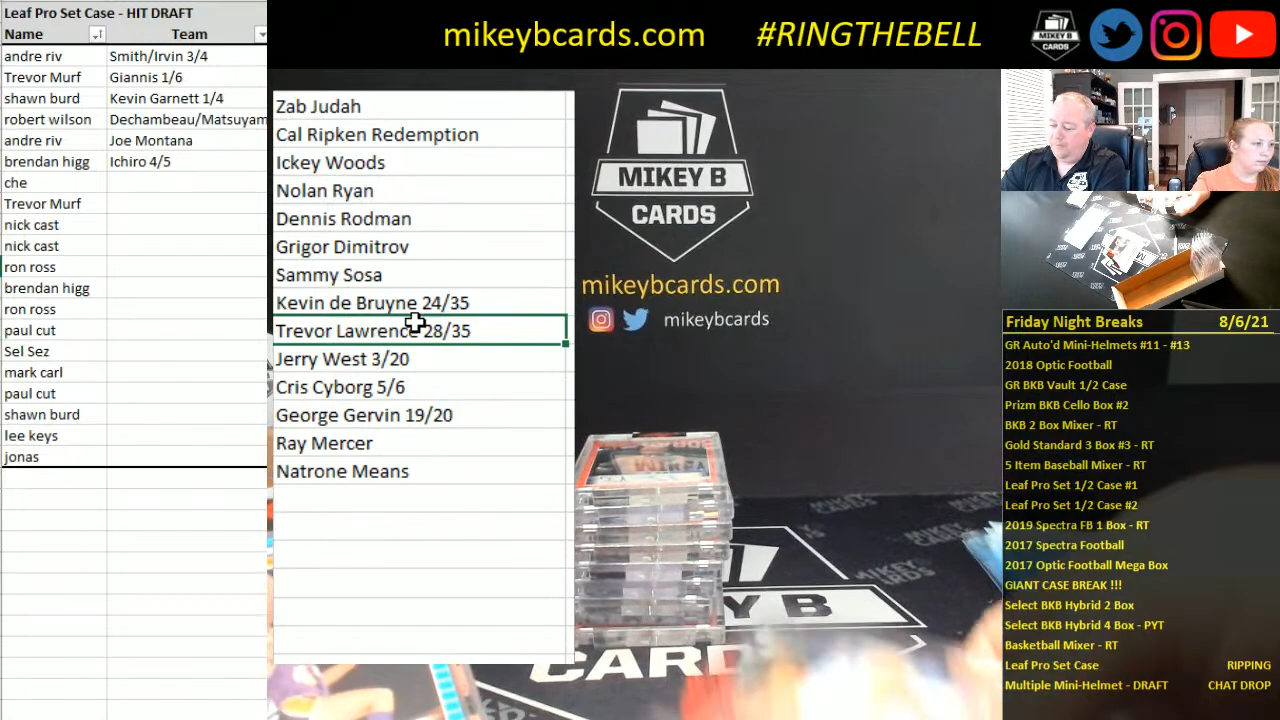 Leaf Pro Set Case - HIT DRAFT
Name Team
andre riv Smith/Irvin 3/4
Trevor Murf Giannis 1/6
shawn burd Kevin Garnett 1/4
robert wilson Dechambeau/Matsuyam
andre riv Joe Montana
brendan higg Ichiro 4/5
che
Trevor Murf
nick cast
nick cast
ron ross
brendan higg
ron ross
paul cut
Sel Sez
mark carl
paul cut
shawn burd
lee keys
jonas
mikeybcards.com #RINGTHEBELL
MIKEY B
CARDS
Zab Judah
Cal Ripken Redemption
Ickey Woods
Nolan Ryan
Dennis Rodman
Grigor Dimitrov
Sammy Sosa
Kevin de Bruyne 24/35
Trevor Lawrence 28/35
Jerry West 3/20
Cris Cyborg 5/6
George Gervin 19/20
Ray Mercer
Natrone Means
MIKEY B
CARDS
mikeybcards.com
mikeybcards
Y B
CARDS
Friday Night Breaks 8/6/21
GR Auto'd Mini-Helmets #11 - #13
2018 Optic Football
GR BKB Vault 1/2 Case
Prizm BKB Cello Box #2
BKB 2 Box Mixer - RT
Gold Standard 3 Box #3 - RT
5 Item Baseball Mixer - RT
Leaf Pro Set 1/2 Case #1
Leaf Pro Set 1/2 Case #2
2019 Spectra FB 1 Box - RT
2017 Spectra Football
2017 Optic Football Mega Box
GIANT CASE BREAK !!!
Select BKB Hybrid 2 Box
Select BKB Hybrid 4 Box - PYT
Basketball Mixer - RT
Leaf Pro Set Case RIPPING
Multiple Mini-Helmet - DRAFT CHAT DROP